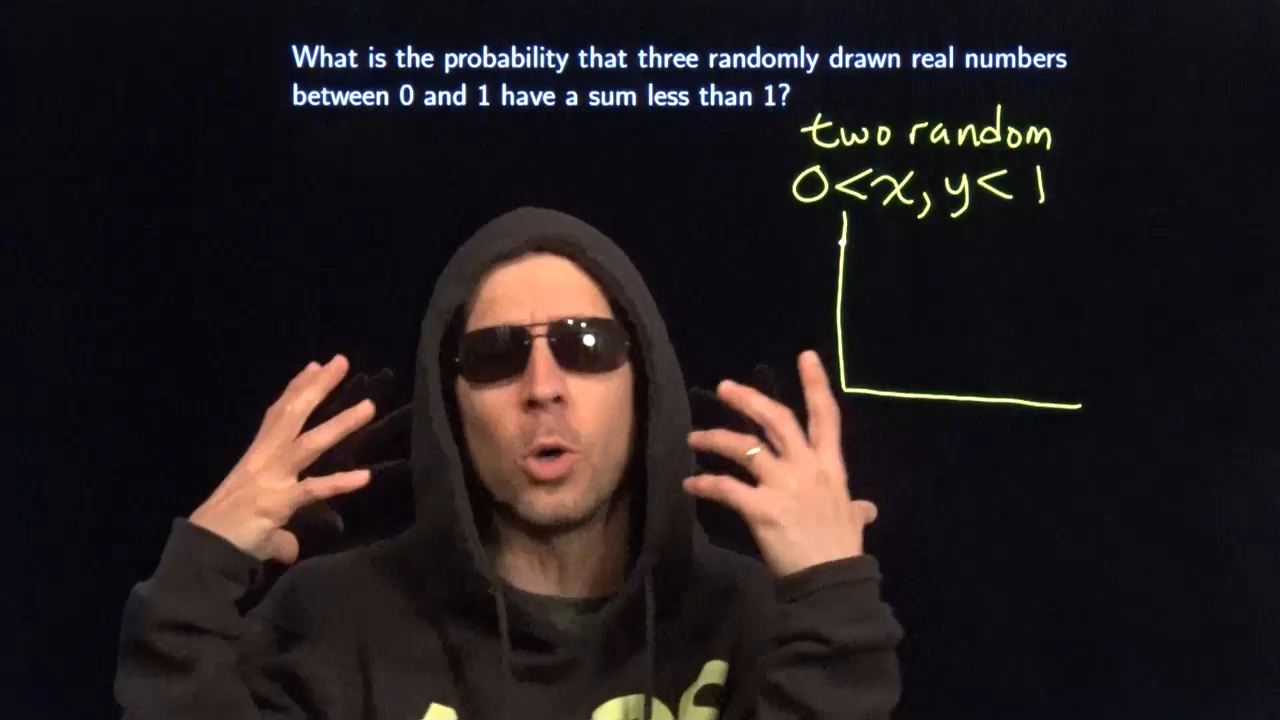 What is the probability that three randomly drawn real numbers
between 0 and 1 have a sum less than 1?
two random
0<x, y< 1